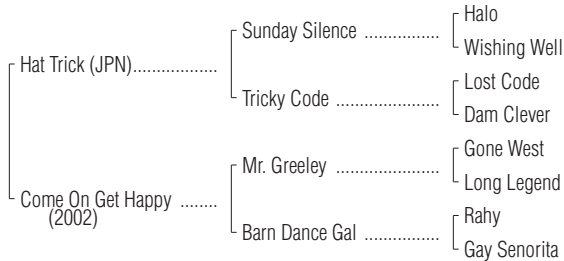 Halo
Sunday Silence ................
Wishing Well
Hat Trick (JPN)..................
Lost Code
Tricky Code ......................
Dam Clever
Gone West
Mr. Greeley ......................
Long Legend
Come On Get Happy ........
(2002)
Rahy
Barn Dance Gal ................
Gay Senorita